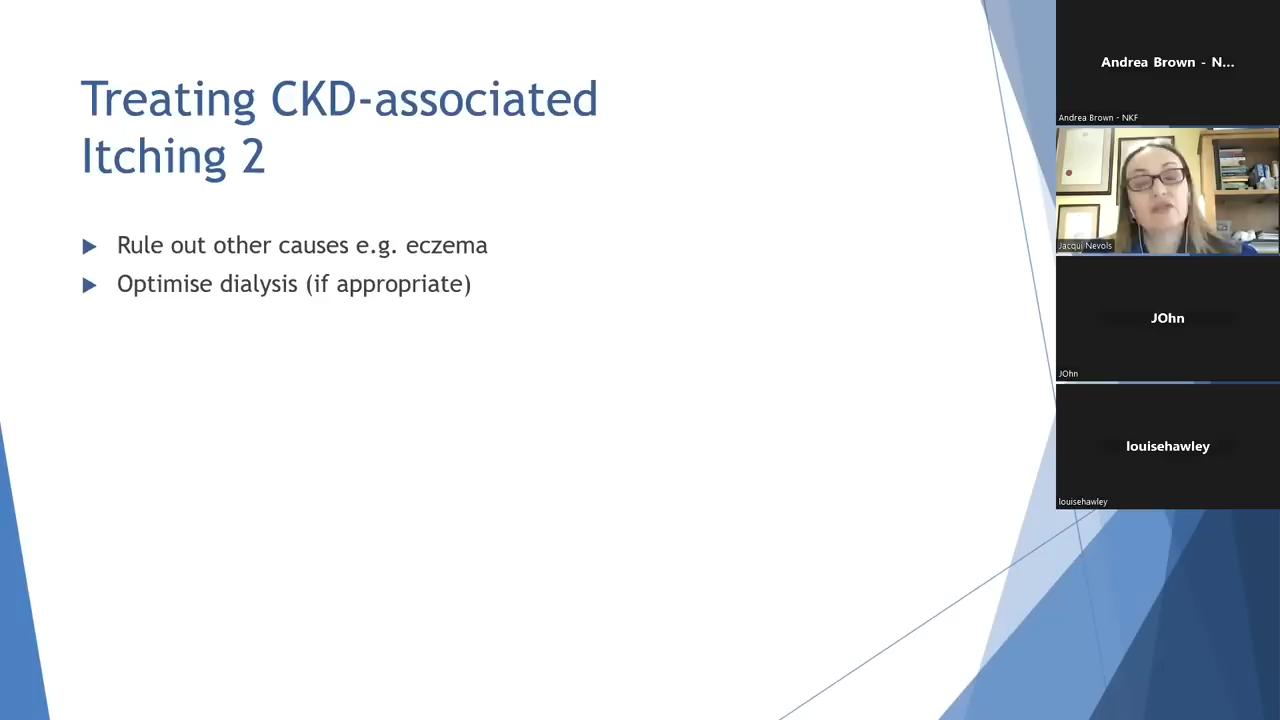 Treating CKD-associated
Itching 2
Rule out other causes e.g. eczema
Optimise dialysis (if appropriate)
Andrea Brown - N...
Andrea Brown - NKF
Jacqui Nevols
JOhn
JOhn
louisehawley
louisehawley